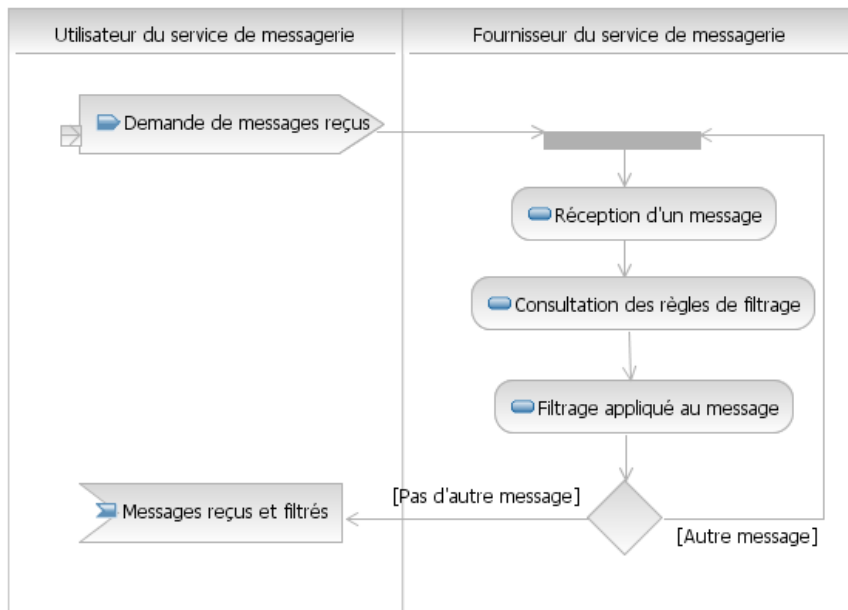 Utilisateur du service de messagerie
Fournisseur du service de messagerie
Demande de messages reçus
Réception d'un message
Consultation des règles de filtrage
Filtrage appliqué au message
[Pas d'autre message]
Messages reçus et filtrés
[Autre message]